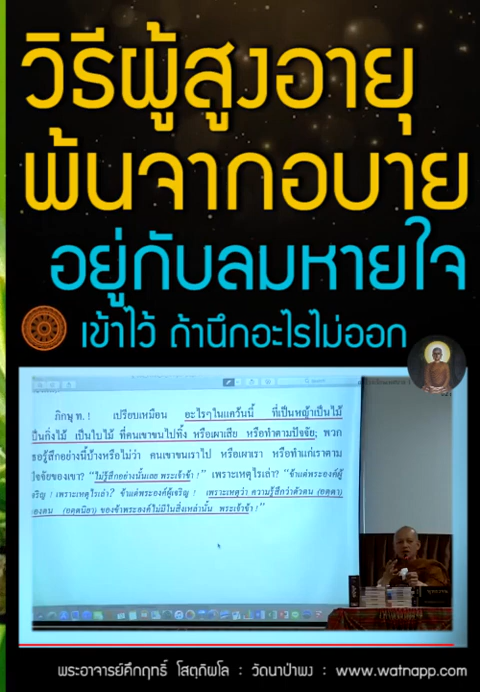 วิธีผู้สูงอายุ
พ้นจากอบาย
อยู่กับลมหายใจ
เข้าไว้ ถ้านึกอะไรไม่ออก
ภิกษุ ท. ! เปรียบเหมือน อะไรๆในแคว้นนี้ ที่เป็นหญ้าเป็นไม้
เป็นกิ่งไม้ เป็นใบไม้ ที่คนเขาขนไปทิ้ง หรือเผาเสีย หรือทำตามปัจจัย; พวก
ธอรู้สึกอย่างนี้บ้างหรือไม่ว่า คนเขาขนเราไป หรือเผาเรา หรือทำแก่เราตาม
ปัจจัยของเขา? “ไม่รู้สึกอย่างนั้นเลย พระเจ้าข้า !” เพราะเหตุไรเล่า? “ข้าแต่พระองค์ผู้
จริญ ! เพราะเหตุไรเล่า? ข้าแต่พระองค์ผู้เจริญ ! เพราะเหตุว่า ความรู้สึกว่าตัวตน (อตฺตา)
องตน (อตฺตนิยา) ของข้าพระองค์ไม่มีในสิ่งเหล่านั้น พระเจ้าข้า !”
พระอาจารย์คึกฤทธิ์ โสตฺถิผโล : วัดนาป่าพง : www.watnapp.com